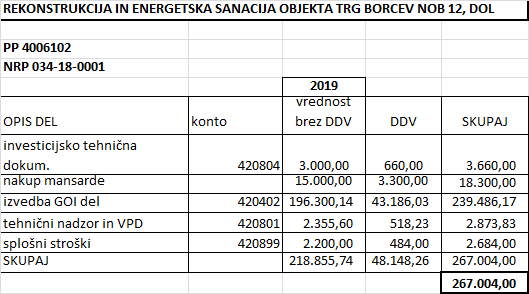 REKONSTRUKCIJA IN ENERGETSKA SANACIJA OBJEKTA TRG BORCEV NOB 12, DOL
PP 4006102
NRP 034-18-0001
2019
OPIS DEL konto vrednost brez DDV DDV SKUPAJ
investicijsko tehnična
dokum. 420804 3.000,00 660,00 3.660,00
nakup mansarde 15.000,00 3.300,00 18.300,00
izvedba GOI del 420402 196.300,14 43.186,03 239.486,17
tehnični nadzor in VPD 420801 2.355,60 518,23 2.873,83
splošni stroški 420899 2.200,00 484,00 2.684,00
SKUPAJ 218.855,74 48.148,26 267.004,00
267.004,00